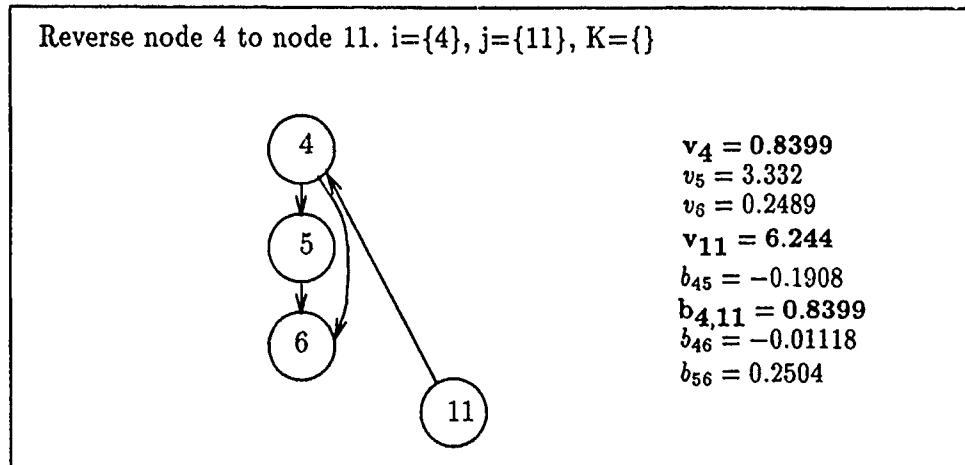 Reverse node 4 to node 11. i={4}, j={11}, K={}
4
5
6
11
v₄ = 0.8399
v₅ = 3.332
v₆ = 0.2489
v₁₁ = 6.244
b₄₅ = −0.1908
b₄,₁₁ = 0.8399
b₄₆ = −0.01118
b₅₆ = 0.2504